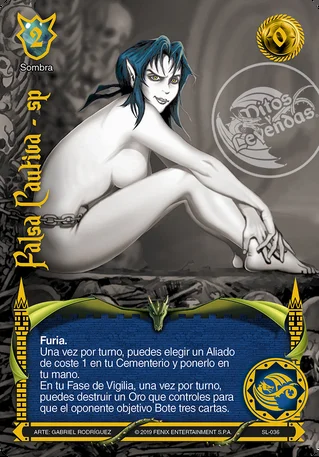 2
0
Sombra
Mitos
y
Leyendas
Falsa Cautiva - sp
Furia.
Una vez por turno, puedes elegir un Aliado
de coste 1 en tu Cementerio y ponerlo en
tu mano.
En tu Fase de Vigilia, una vez por turno,
puedes destruir un Oro que controles para
que el oponente objetivo Bote tres cartas.
ARTE: GABRIEL RODRÍGUEZ
© 2019 FENIX ENTERTAINMENT S.P.A.
SL-036